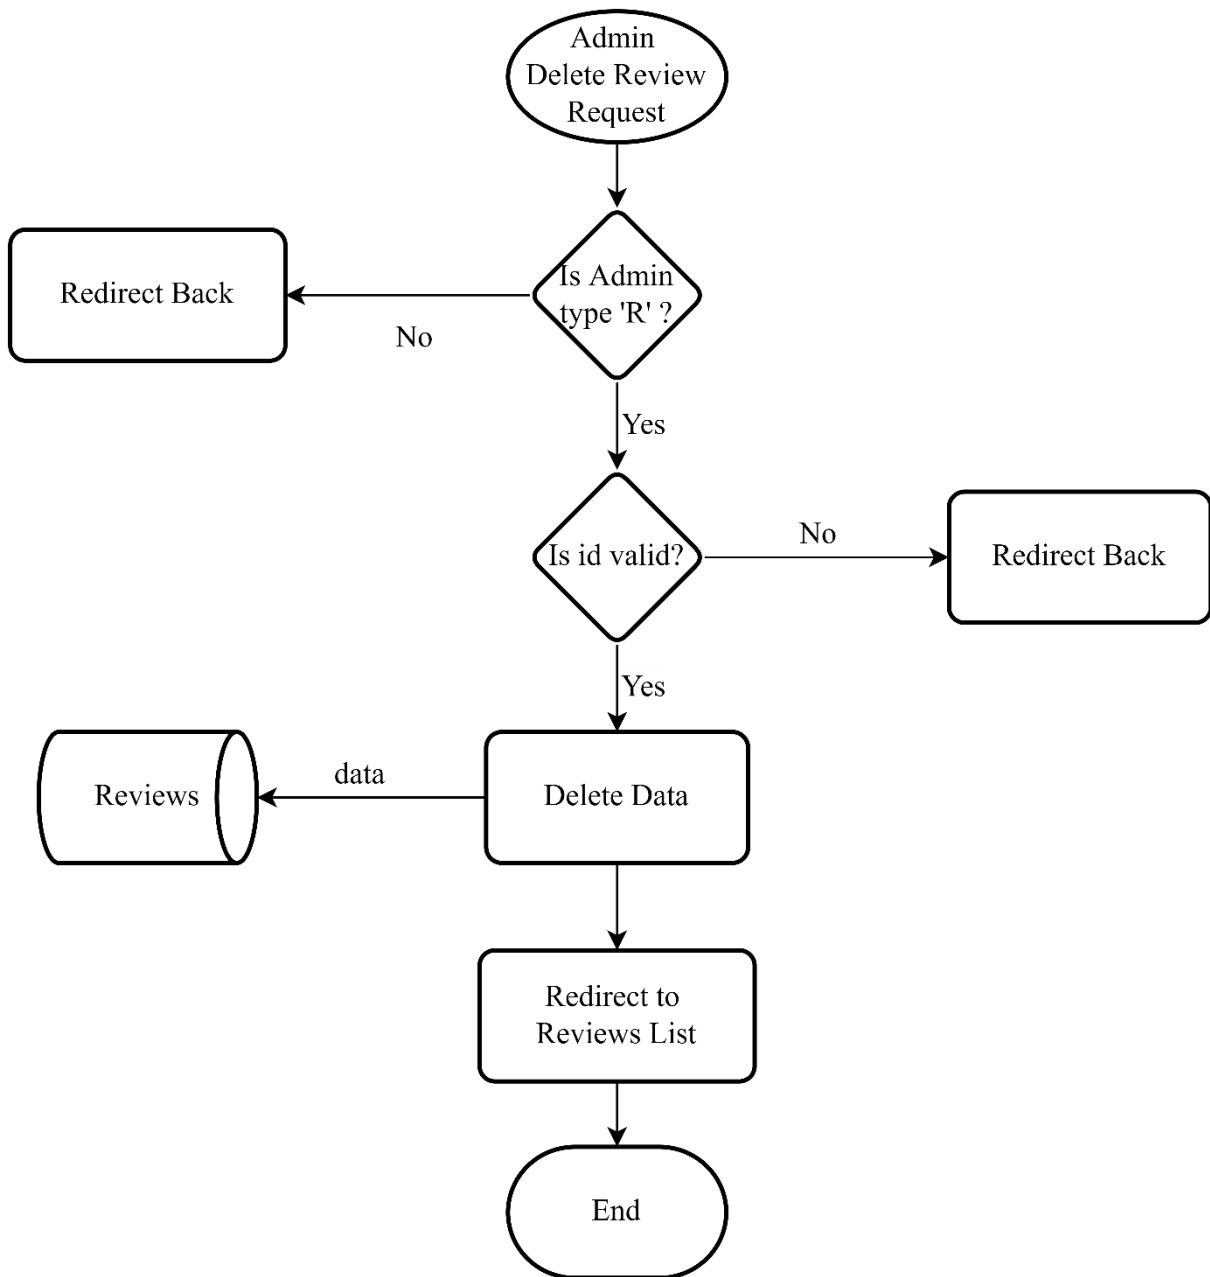 Admin
Delete Review
Request
Is Admin
type 'R' ?
Redirect Back
No
Yes
Is id valid?
No
Redirect Back
Yes
Reviews
data
Delete Data
Redirect to
Reviews List
End